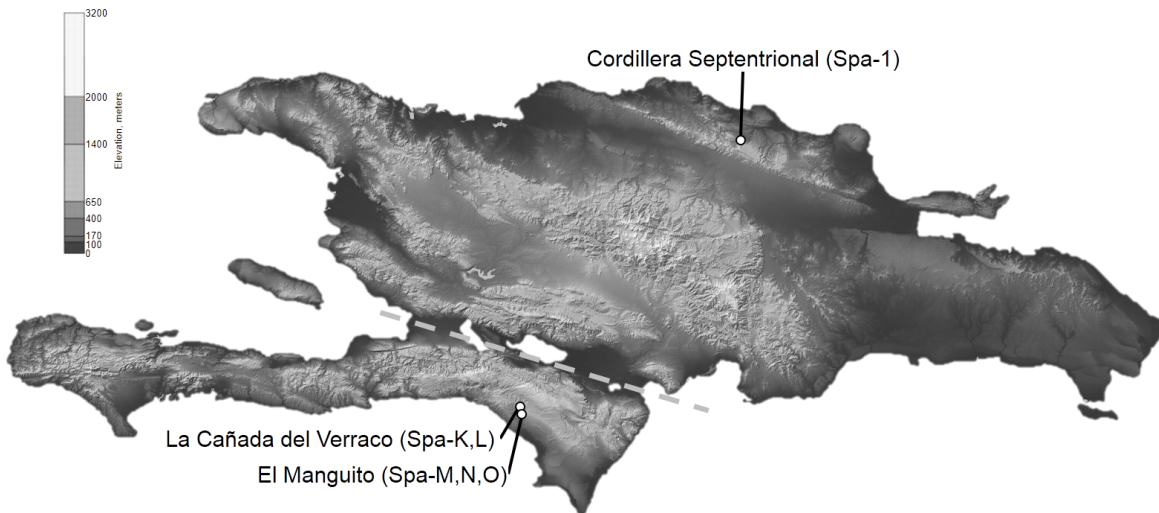 3200
2000
1400
650
400
170
100
0
Elevation, meters
Cordillera Septentrional (Spa-1)
La Cañada del Verraco (Spa-K,L)
El Manguito (Spa-M,N,O)